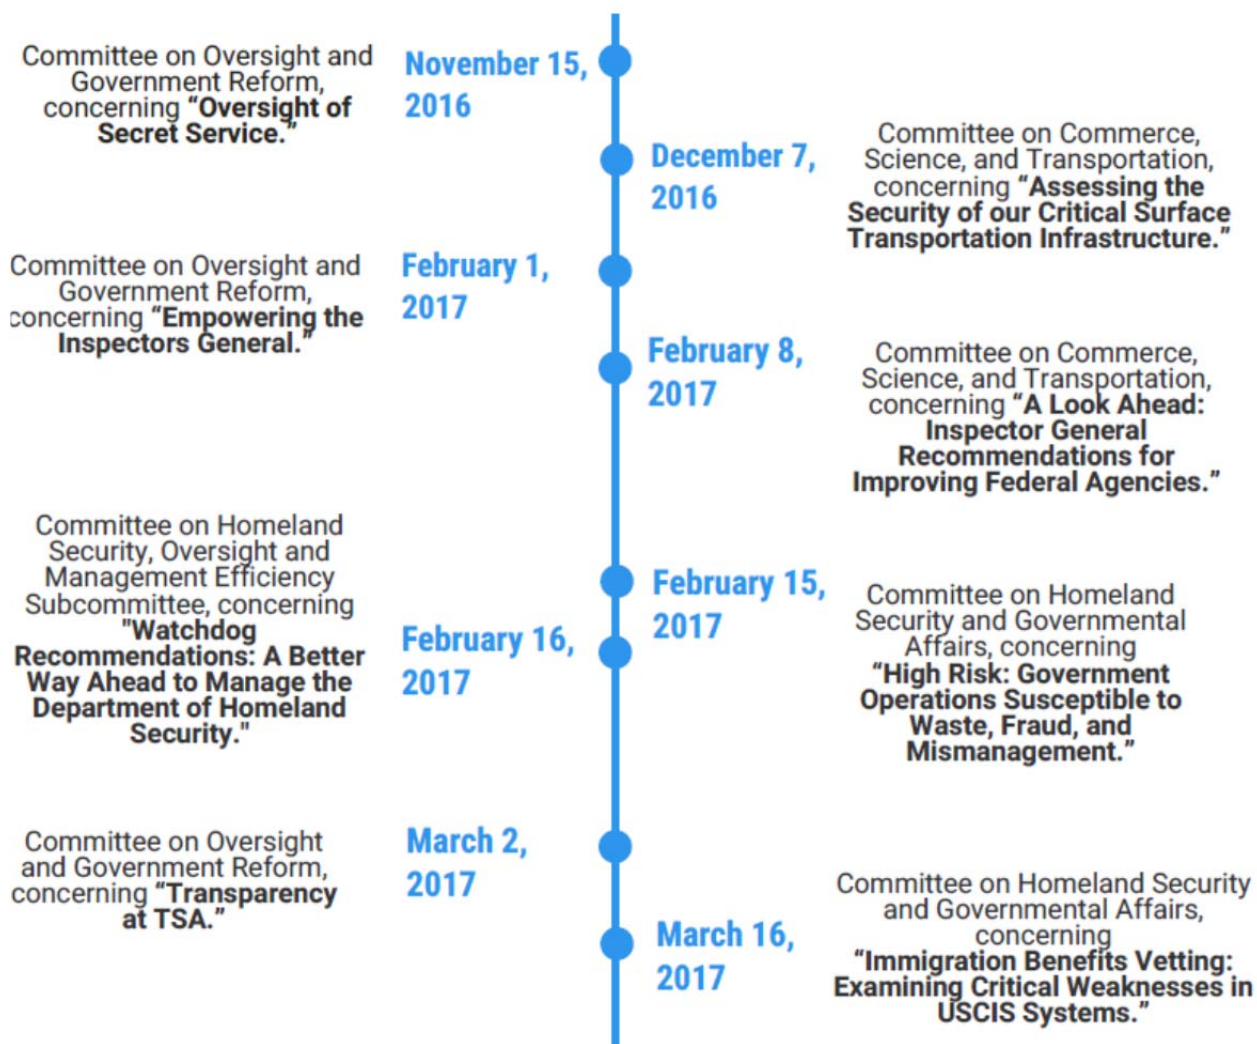 Committee on Oversight and
Government Reform,
concerning “Oversight of
Secret Service.”
November 15,
2016
December 7,
2016
Committee on Commerce,
Science, and Transportation,
concerning “Assessing the
Security of our Critical Surface
Transportation Infrastructure.”
Committee on Oversight and
Government Reform,
concerning “Empowering the
Inspectors General.”
February 1,
2017
February 8,
2017
Committee on Commerce,
Science, and Transportation,
concerning “A Look Ahead:
Inspector General
Recommendations for
Improving Federal Agencies.”
February 15,
2017
Committee on Homeland
Security and Governmental
Affairs, concerning
“High Risk: Government
Operations Susceptible to
Waste, Fraud, and
Mismanagement.”
Committee on Homeland
Security, Oversight and
Management Efficiency
Subcommittee, concerning
"Watchdog
Recommendations: A Better
Way Ahead to Manage the
Department of Homeland
Security."
February 16,
2017
Committee on Oversight
and Government Reform,
concerning “Transparency
at TSA.”
March 2,
2017
March 16,
2017
Committee on Homeland Security
and Governmental Affairs,
concerning
“Immigration Benefits Vetting:
Examining Critical Weaknesses in
USCIS Systems.”